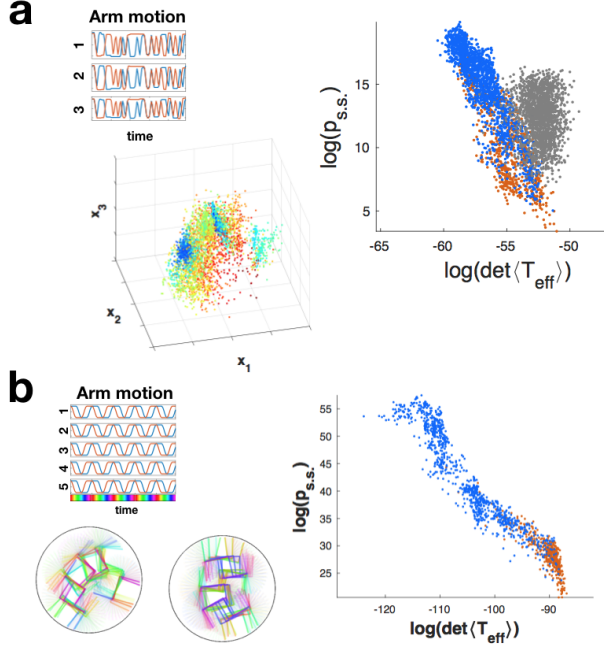 a
Arm motion
1
2
3
time
x3
x2
x1
log(ps.s.)
15
10
5
-65
-60
-55
-50
log(det⟨Teff⟩)
b
Arm motion
1
2
3
4
5
time
log(ps.s.)
55
50
45
40
35
30
25
-120
-110
-100
-90
log(det⟨Teff⟩)